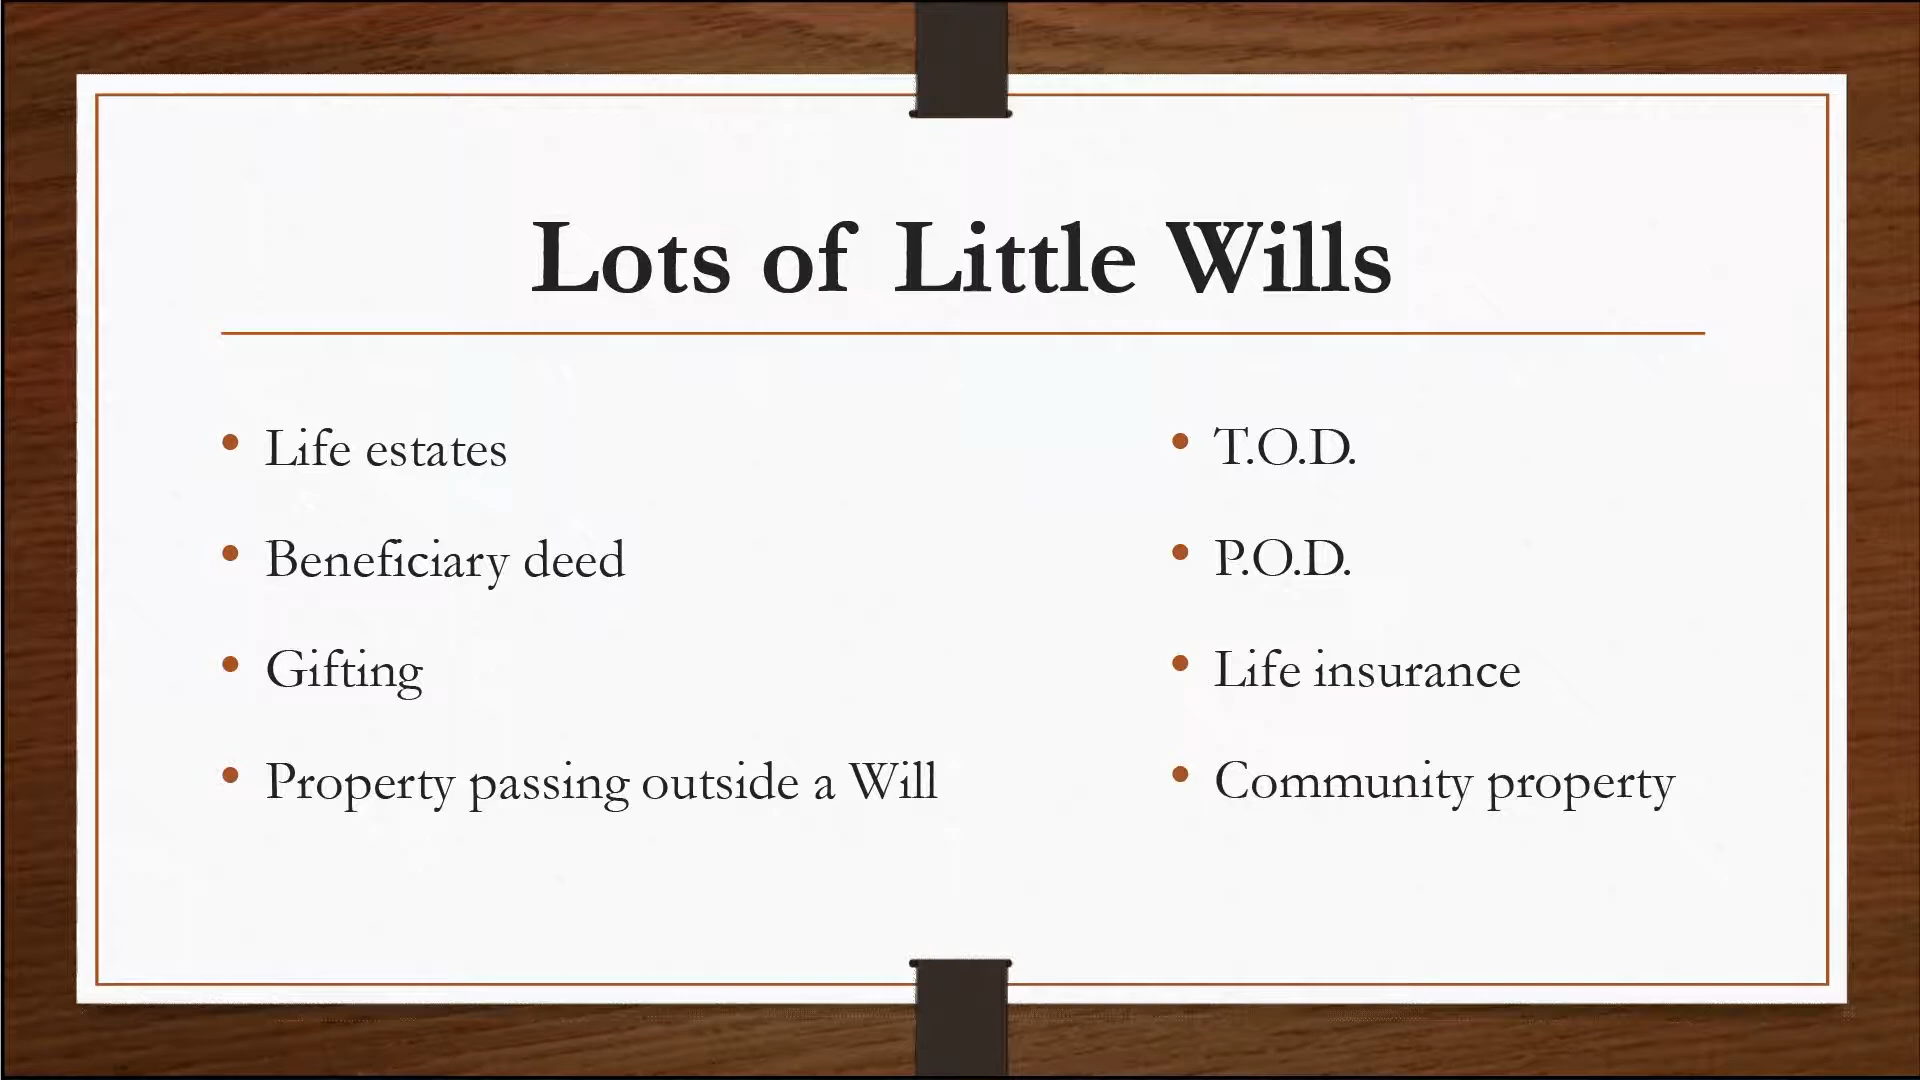 Lots of Little Wills
• Life estates
• Beneficiary deed
• Gifting
• Property passing outside a Will
• T.O.D.
• P.O.D.
• Life insurance
• Community property